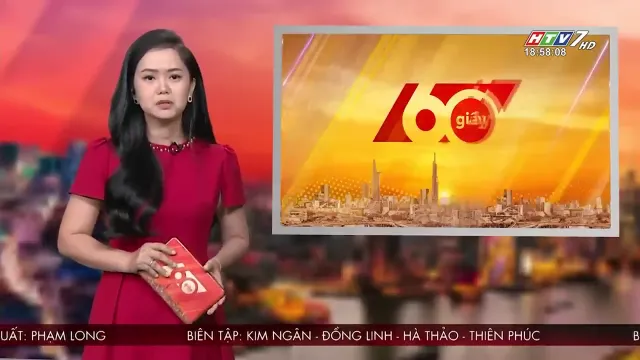 HTV7 HD
18:58:08
60 giây
60
UẤT: PHẠM LONG BIÊN TẬP: KIM NGÂN - ĐỒNG LINH - HÀ THẢO - THIÊN PHÚC B